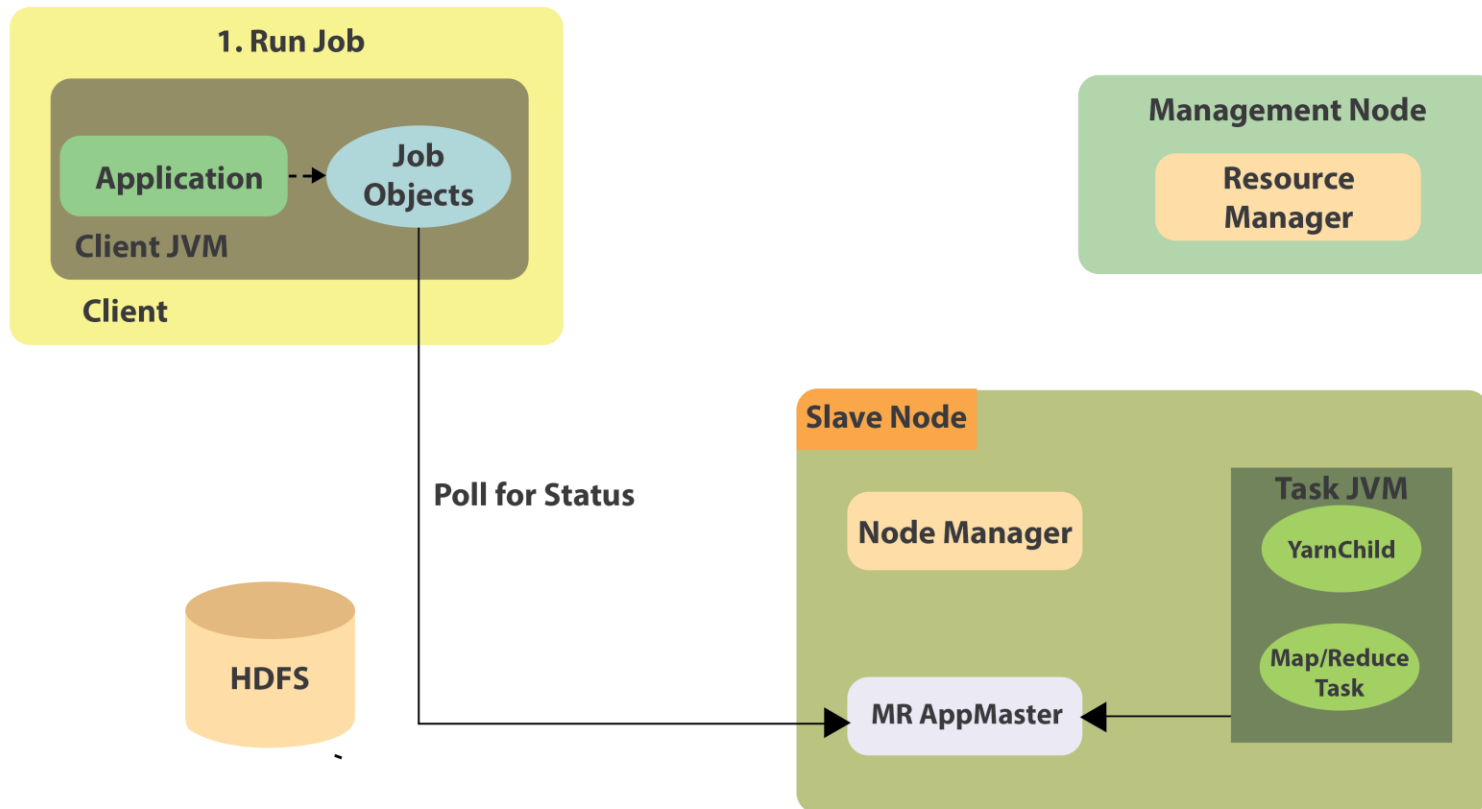 1. Run Job
Application
Job
Objects
Client JVM
Client
Management Node
Resource
Manager
Poll for Status
Slave Node
Node Manager
Task JVM
YarnChild
Map/Reduce
Task
MR AppMaster
HDFS